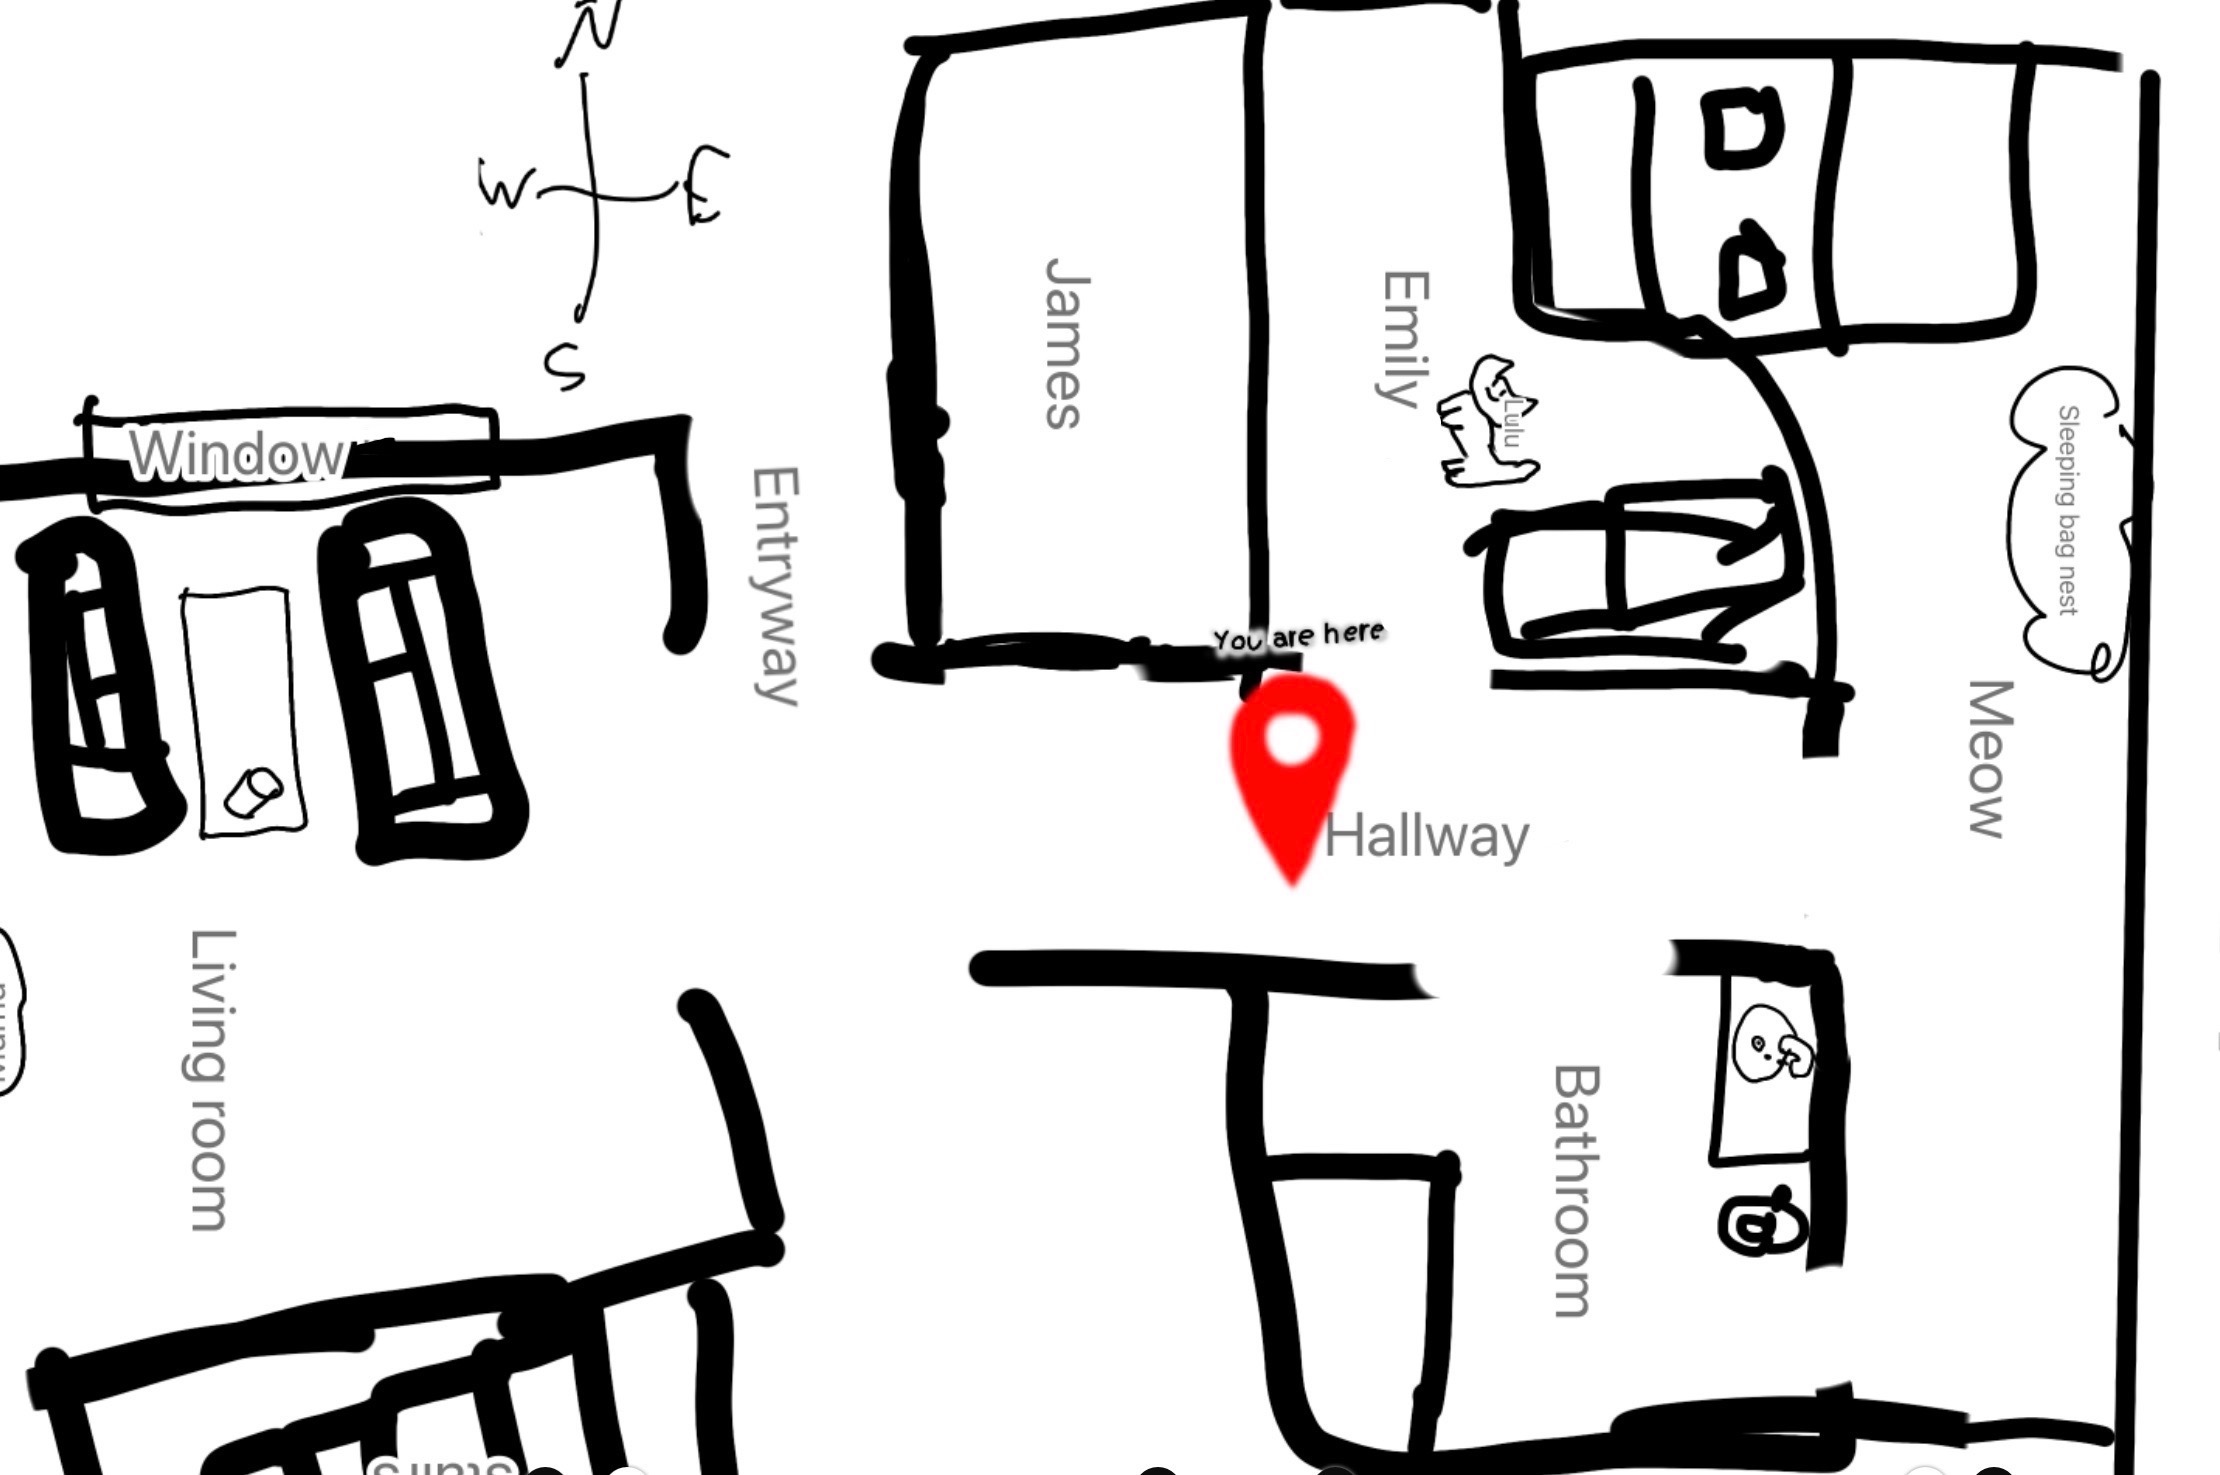 N
W
E
S
Window
Entryway
James
Emily
Lulu
Sleeping bag nest
You are here
Hallway
Meow
Living room
Bathroom